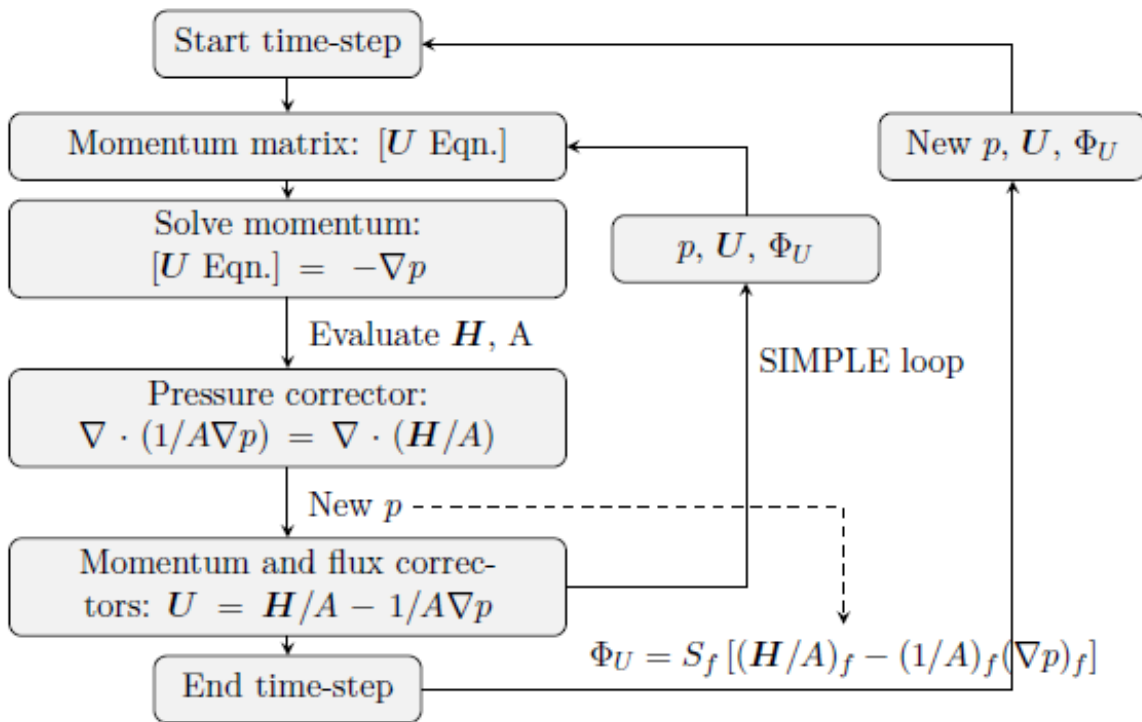 Start time-step
Momentum matrix: [U Eqn.]
New p, U, Φ_U
Solve momentum:
[U Eqn.] = −∇p
p, U, Φ_U
Evaluate H, A
SIMPLE loop
Pressure corrector:
∇ · (1/A∇p) = ∇ · (H/A)
New p
Momentum and flux correc-
tors: U = H/A − 1/A∇p
Φ_U = S_f [(H/A)_f − (1/A)_f(∇p)_f]
End time-step